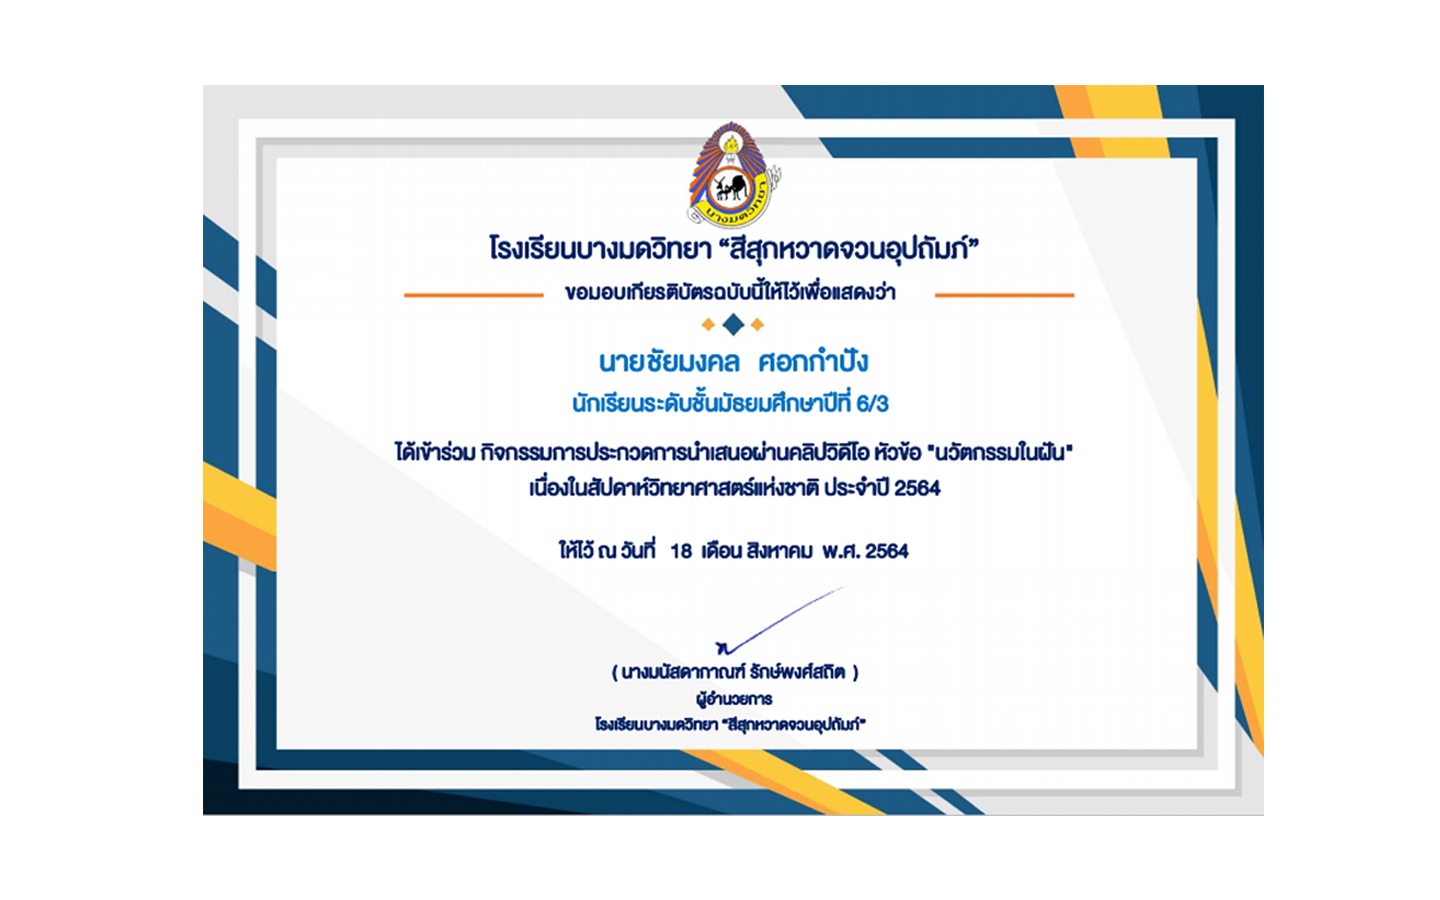 บางมดวิทยา
โรงเรียนบางมดวิทยา “สีสุกหวาดจวนอุปถัมภ์”
ขอมอบเกียรติบัตรฉบับนี้ให้ไว้เพื่อแสดงว่า
นายชัยมงคล ศอกกำปัง
นักเรียนระดับชั้นมัธยมศึกษาปีที่ 6/3
ได้เข้าร่วม กิจกรรมการประกวดการนำเสนอผ่านคลิปวิดีโอ หัวข้อ "นวัตกรรมในฝัน"
เนื่องในสัปดาห์วิทยาศาสตร์แห่งชาติ ประจำปี 2564
ให้ไว้ ณ วันที่ 18 เดือน สิงหาคม พ.ศ. 2564
( นางมนัสดากาณฑ์ รักษ์พงศ์สถิต )
ผู้อำนวยการ
โรงเรียนบางมดวิทยา “สีสุกหวาดจวนอุปถัมภ์”